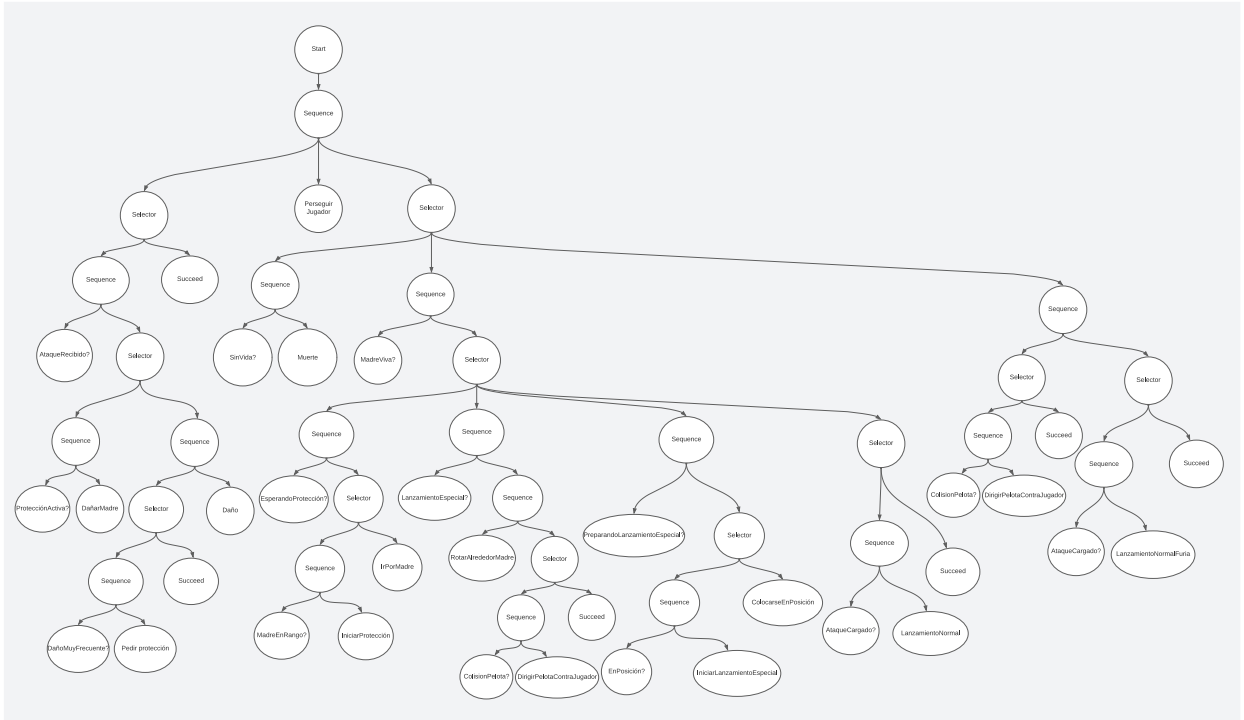 Start
Sequence
Selector
Perseguir
Jugador
Selector
Sequence
Succeed
Sequence
Sequence
Sequence
AtaqueRecibido?
Selector
SinVida?
Muerte
MadreViva?
Selector
Selector
Selector
Sequence
Sequence
Sequence
Sequence
Sequence
Selector
Sequence
Succeed
Sequence
Succeed
ProtecciónActiva?
DañarMadre
Selector
Daño
EsperandoProtección?
Selector
LanzamientoEspecial?
Sequence
PreparandoLanzamientoEspecial?
Selector
Sequence
Succeed
ColisionPelota?
DirigirPelotaContraJugador
AtaqueCargado?
LanzamientoNormalFuria
Sequence
Succeed
Sequence
IrPorMadre
RotarAlrededorMadre
Selector
Sequence
ColocarseEnPosición
DañoMuyFrecuente?
Pedir protección
MadreEnRango?
IniciarProtección
Sequence
Succeed
AtaqueCargado?
LanzamientoNormal
ColisionPelota?
DirigirPelotaContraJugador
EnPosición?
IniciarLanzamientoEspecial